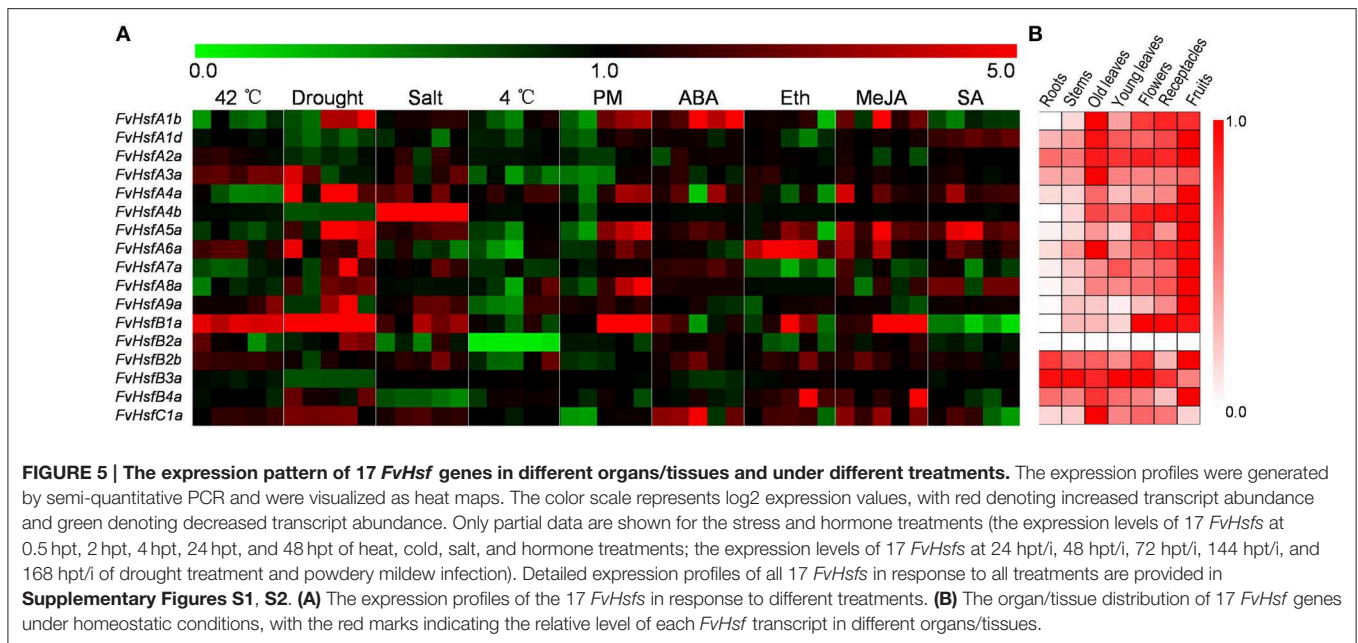 A
B
0.0
1.0
5.0
42 °C Drought Salt 4 °C PM ABA Eth MeJA SA
Roots
Stems
Old leaves
Young leaves
Flowers
Receptacles
Fruits
FvHsfA1b
FvHsfA1d
FvHsfA2a
FvHsfA3a
FvHsfA4a
FvHsfA4b
FvHsfA5a
FvHsfA6a
FvHsfA7a
FvHsfA8a
FvHsfA9a
FvHsfB1a
FvHsfB2a
FvHsfB2b
FvHsfB3a
FvHsfB4a
FvHsfC1a
1.0
0.0
FIGURE 5 | The expression pattern of 17 FvHsf genes in different organs/tissues and under different treatments. The expression profiles were generated
by semi-quantitative PCR and were visualized as heat maps. The color scale represents log2 expression values, with red denoting increased transcript abundance
and green denoting decreased transcript abundance. Only partial data are shown for the stress and hormone treatments (the expression levels of 17 FvHsfs at
0.5 hpt, 2 hpt, 4 hpt, 24 hpt, and 48 hpt of heat, cold, salt, and hormone treatments; the expression levels of 17 FvHsfs at 24 hpt/i, 48 hpt/i, 72 hpt/i, 144 hpt/i, and
168 hpt/i of drought treatment and powdery mildew infection). Detailed expression profiles of all 17 FvHsfs in response to all treatments are provided in
Supplementary Figures S1, S2. (A) The expression profiles of the 17 FvHsfs in response to different treatments. (B) The organ/tissue distribution of 17 FvHsf genes
under homeostatic conditions, with the red marks indicating the relative level of each FvHsf transcript in different organs/tissues.